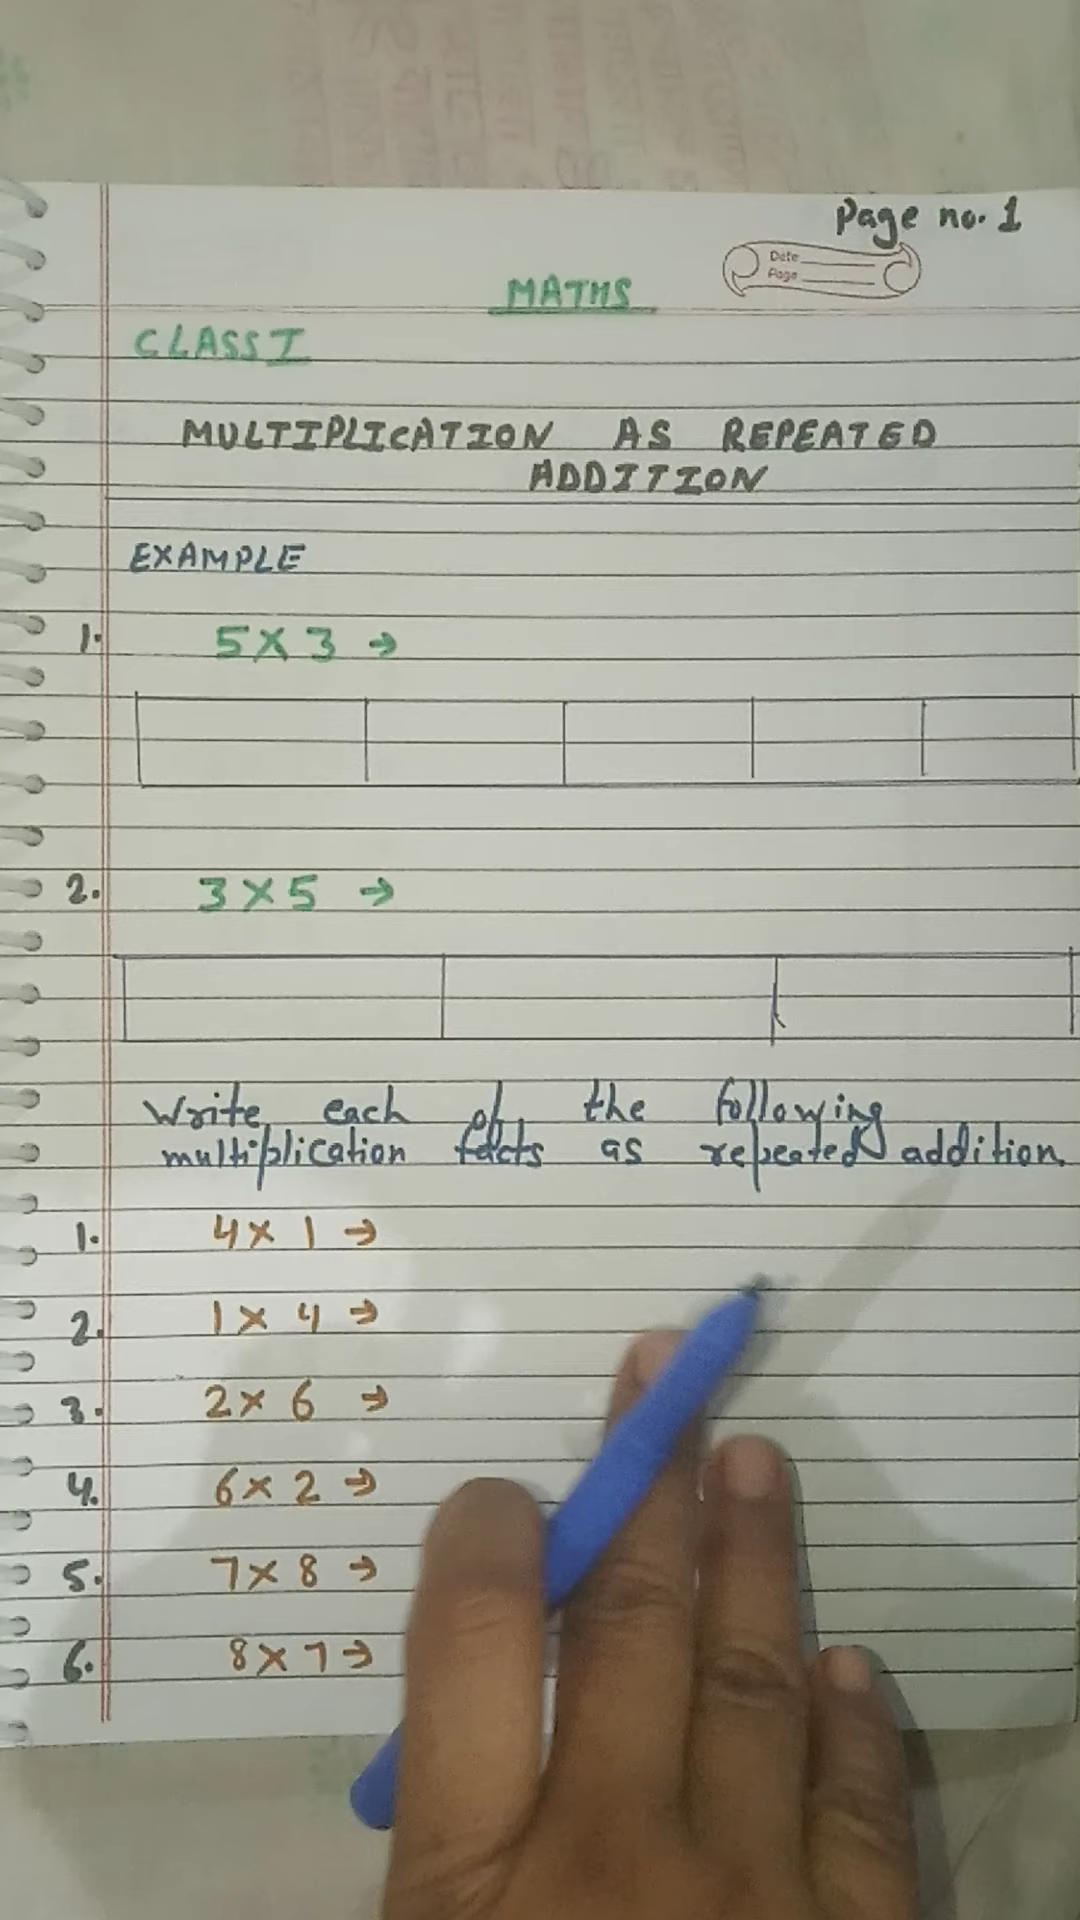 Page no. 1
Date
Page
MATHS
CLASS I
MULTIPLICATION AS REPEATED
ADDITION
EXAMPLE
1. 5 X 3 →
2. 3 X 5 →
Write each of the following
multiplication facts as repeated addition.
1. 4 x 1 →
2. 1 x 4 →
3. 2 x 6 →
4. 6 x 2 →
5. 7 x 8 →
6. 8 x 7 →